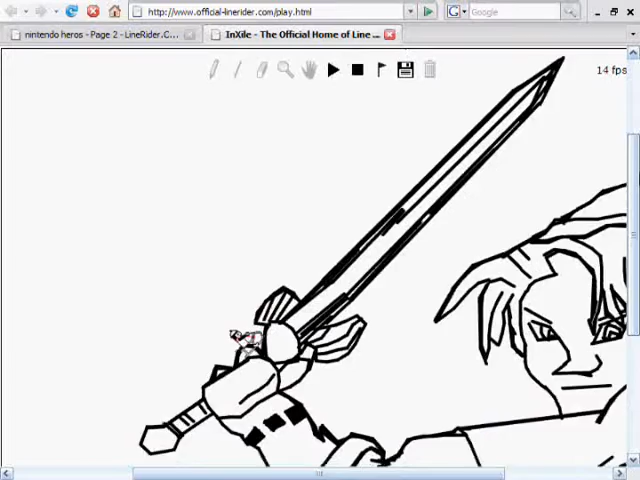 http://www.official-linerider.com/play.html
Google
nintendo heros - Page 2 - LineRider.C...
InXile - The Official Home of Line ...
14 fps